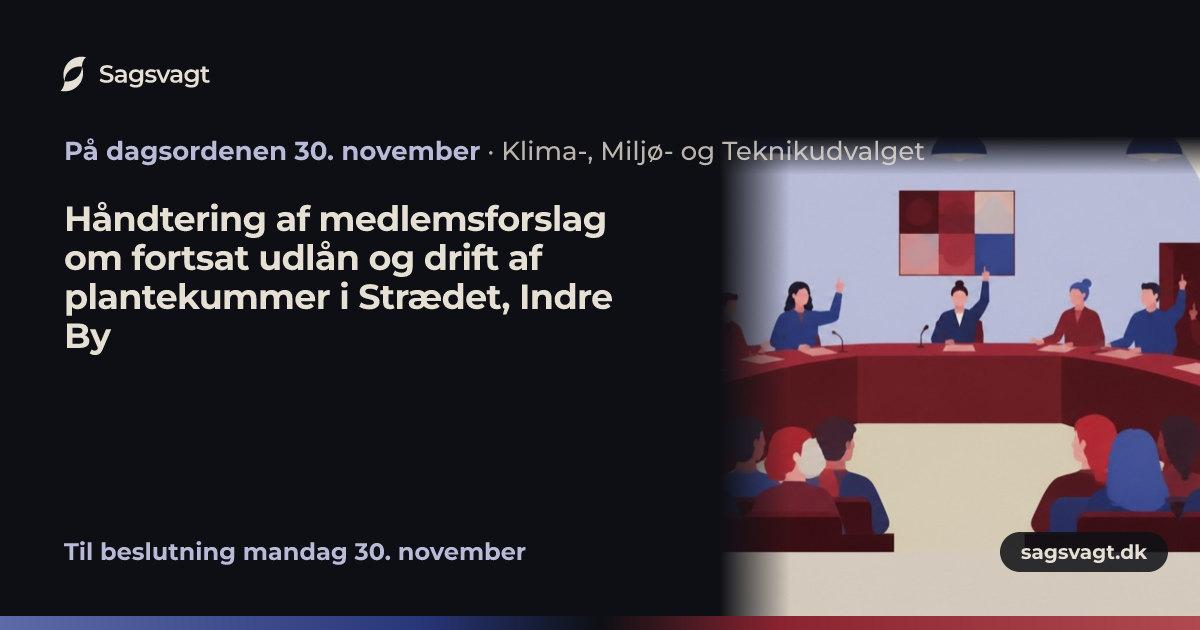 Sagsvagt
På dagsordenen 30. november · Klima-, Miljø- og Teknikudvalget
Håndtering af medlemsforslag
om fortsat udlån og drift af
plantekummer i Strædet, Indre
By
Til beslutning mandag 30. november
sagsvagt.dk